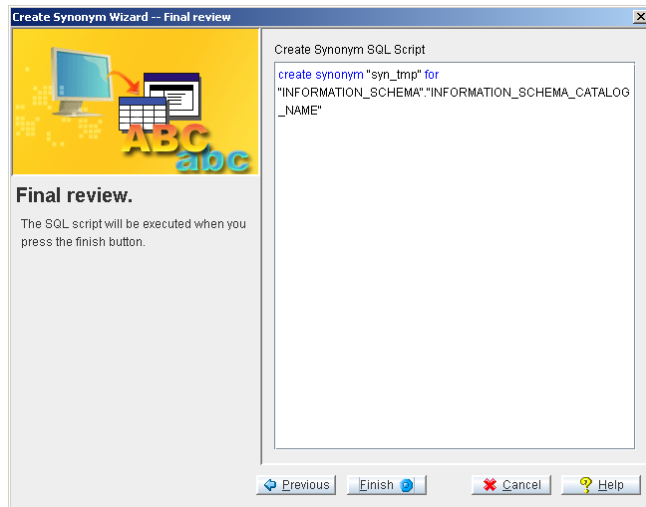 Create Synonym Wizard -- Final review
ABC
abc
Final review.
The SQL script will be executed when you
press the finish button.
Create Synonym SQL Script
create synonym "syn_tmp" for
"INFORMATION_SCHEMA"."INFORMATION_SCHEMA_CATALOG
_NAME"
Previous
Finish
Cancel
Help